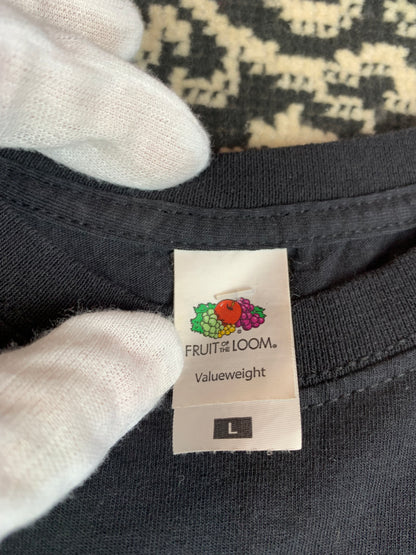 FRUIT OF THE LOOM®
Valueweight
L